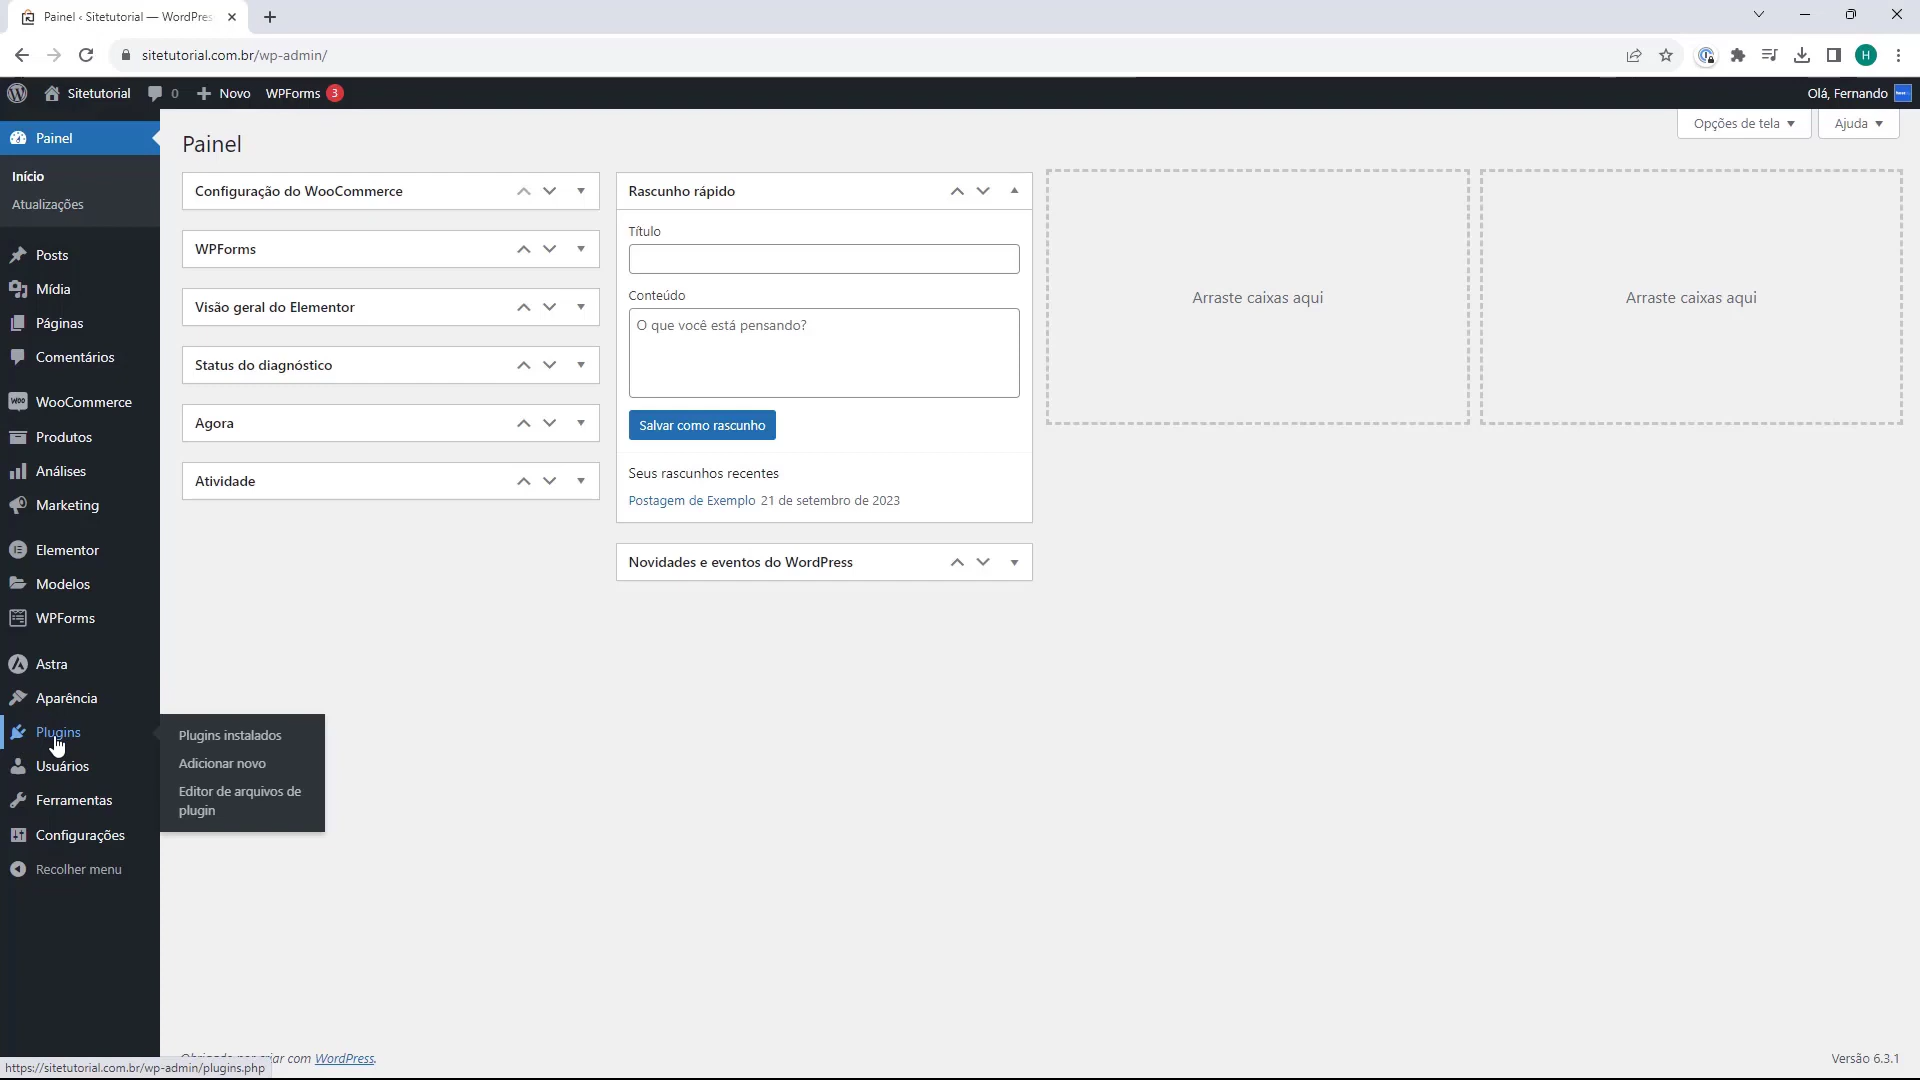 Painel ‹ Sitetutorial — WordPres
sitetutorial.com.br/wp-admin/
H
Sitetutorial
0
Novo
WPForms
3
Olá, Fernando
Painel
Início
Atualizações
Posts
Mídia
Páginas
Comentários
WooCommerce
Produtos
Análises
Marketing
Elementor
Modelos
WPForms
Astra
Aparência
Plugins
Usuários
Ferramentas
Configurações
Recolher menu
Plugins instalados
Adicionar novo
Editor de arquivos de
plugin
Opções de tela
Ajuda
Painel
Configuração do WooCommerce
WPForms
Visão geral do Elementor
Status do diagnóstico
Agora
Atividade
Rascunho rápido
Título
Conteúdo
O que você está pensando?
Salvar como rascunho
Seus rascunhos recentes
Postagem de Exemplo 21 de setembro de 2023
Novidades e eventos do WordPress
Arraste caixas aqui
Arraste caixas aqui
criar com WordPress.
Versão 6.3.1
https://sitetutorial.com.br/wp-admin/plugins.php